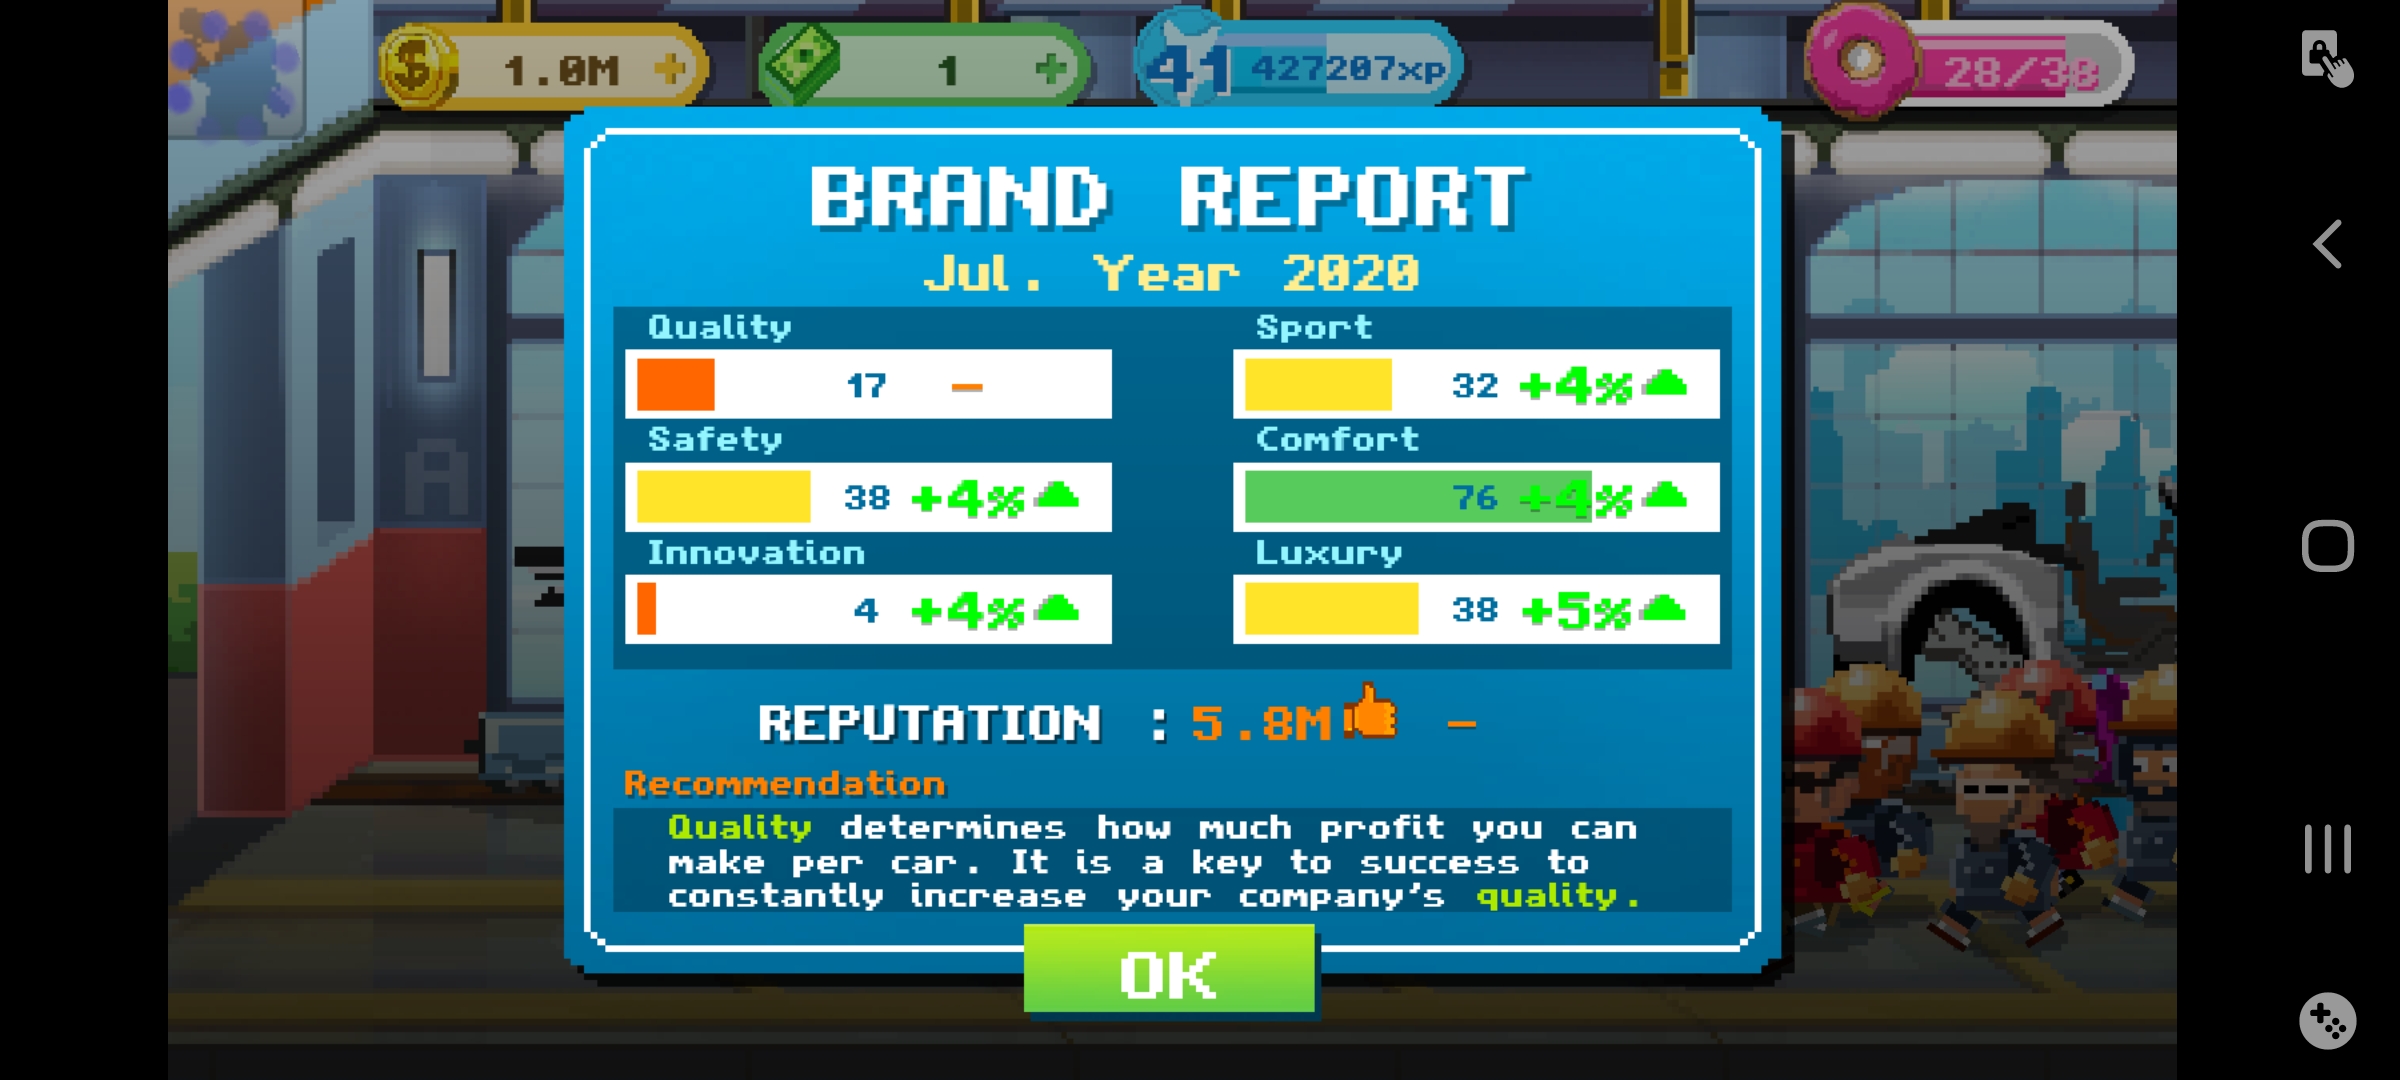 1.0M +
1 +
41 427207xp
28/38
BRAND REPORT
Jul. Year 2020
Quality
17 –
Sport
32 +4%
Safety
38 +4%
Comfort
76 +4%
Innovation
4 +4%
Luxury
38 +5%
REPUTATION : 5.8M –
Recommendation
Quality determines how much profit you can
make per car. It is a key to success to
constantly increase your company's quality.
OK
A